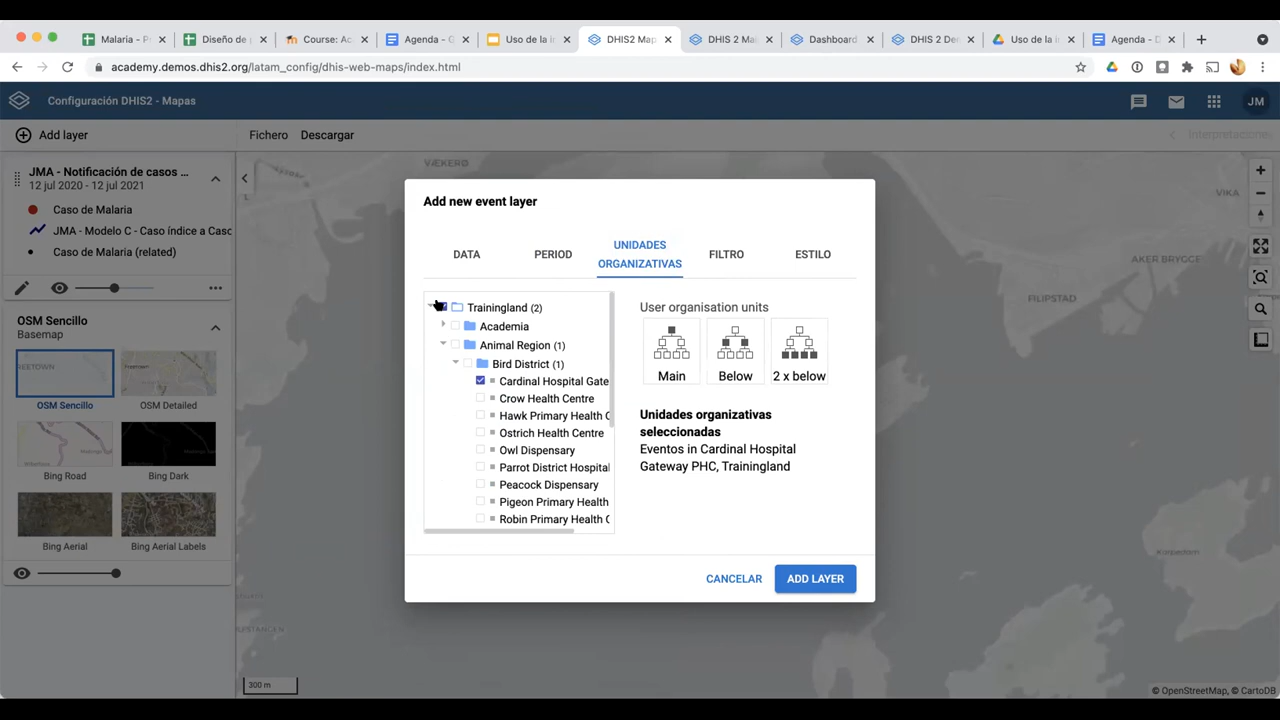 Malaria - P
Diseño de
Course: Ac
Agenda - G
Uso de la i
DHIS2 Map
DHIS 2 Mai
Dashboard
DHIS 2 De
Uso de la i
Agenda - D
academy.demos.dhis2.org/latam_config/dhis-web-maps/index.html
Configuración DHIS2 - Mapas
JM
Add layer
Fichero Descargar
Interpretacione
JMA - Notificación de casos ...
12 jul 2020 - 12 jul 2021
Caso de Malaria
JMA - Modelo C - Caso índice a Caso
Caso de Malaria (related)
OSM Sencillo
Basemap
REETOWN
OSM Sencillo
OSM Detailed
Bing Road
Bing Dark
Bing Aerial
Bing Aerial Labels
VÆKERØ
VIKA
AKER BRYGGE
FILIPSTAD
300 m
© OpenStreetMap, © CartoDB
Add new event layer
DATA
PERIOD
UNIDADES
ORGANIZATIVAS
FILTRO
ESTILO
Trainingland (2)
Academia
Animal Region (1)
Bird District (1)
Cardinal Hospital Gate
Crow Health Centre
Hawk Primary Health C
Ostrich Health Centre
Owl Dispensary
Parrot District Hospital
Peacock Dispensary
Pigeon Primary Health
Robin Primary Health C
User organisation units
Main
Below
2 x below
Unidades organizativas
seleccionadas
Eventos in Cardinal Hospital
Gateway PHC, Trainingland
CANCELAR
ADD LAYER